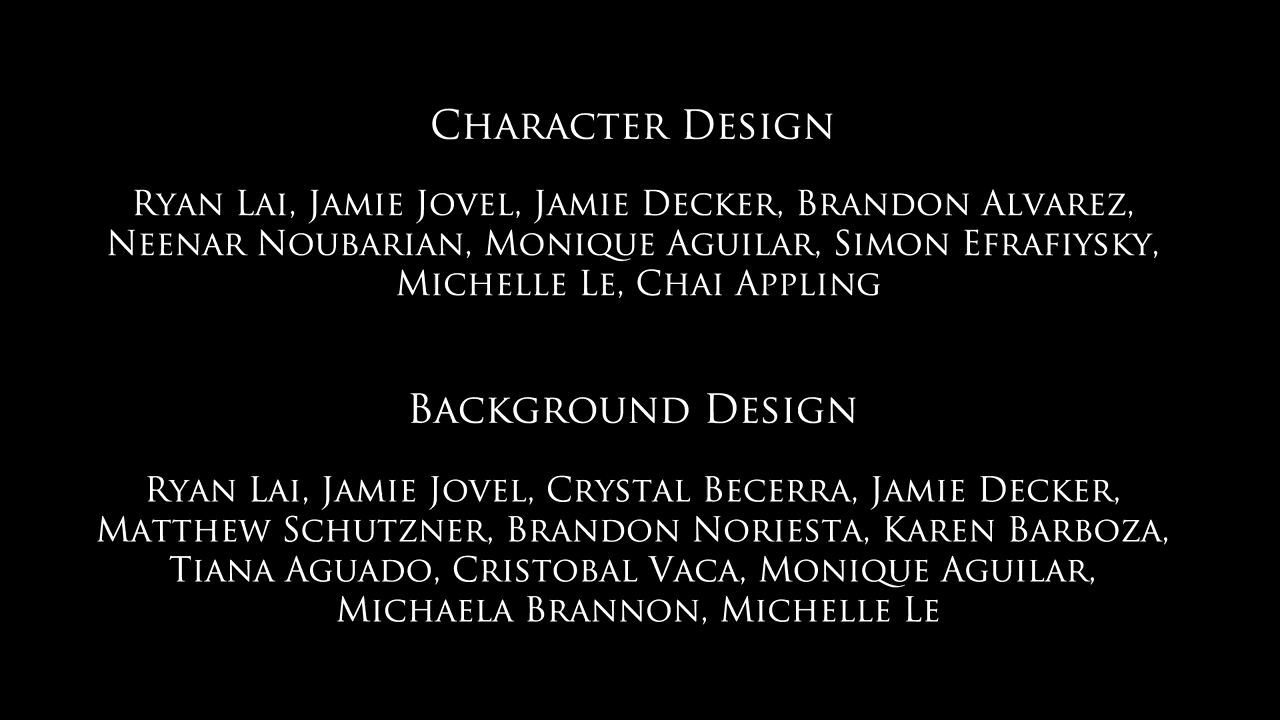 Character Design
Ryan Lai, Jamie Jovel, Jamie Decker, Brandon Alvarez,
Neenar Noubarian, Monique Aguilar, Simon Efrafiysky,
Michelle Le, Chai Appling
Background Design
Ryan Lai, Jamie Jovel, Crystal Becerra, Jamie Decker,
Matthew Schutzner, Brandon Noriesta, Karen Barboza,
Tiana Aguado, Cristobal Vaca, Monique Aguilar,
Michaela Brannon, Michelle Le